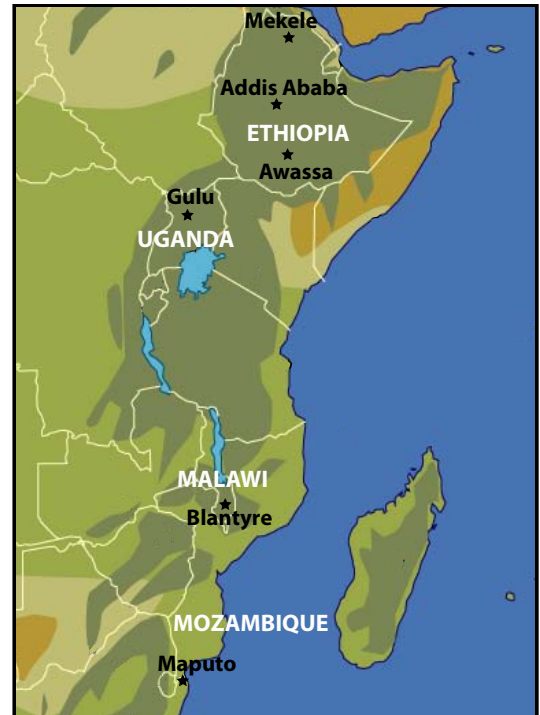 Mekele
Addis Ababa
ETHIOPIA
Awassa
Gulu
UGANDA
MALAWI
Blantyre
MOZAMBIQUE
Maputo